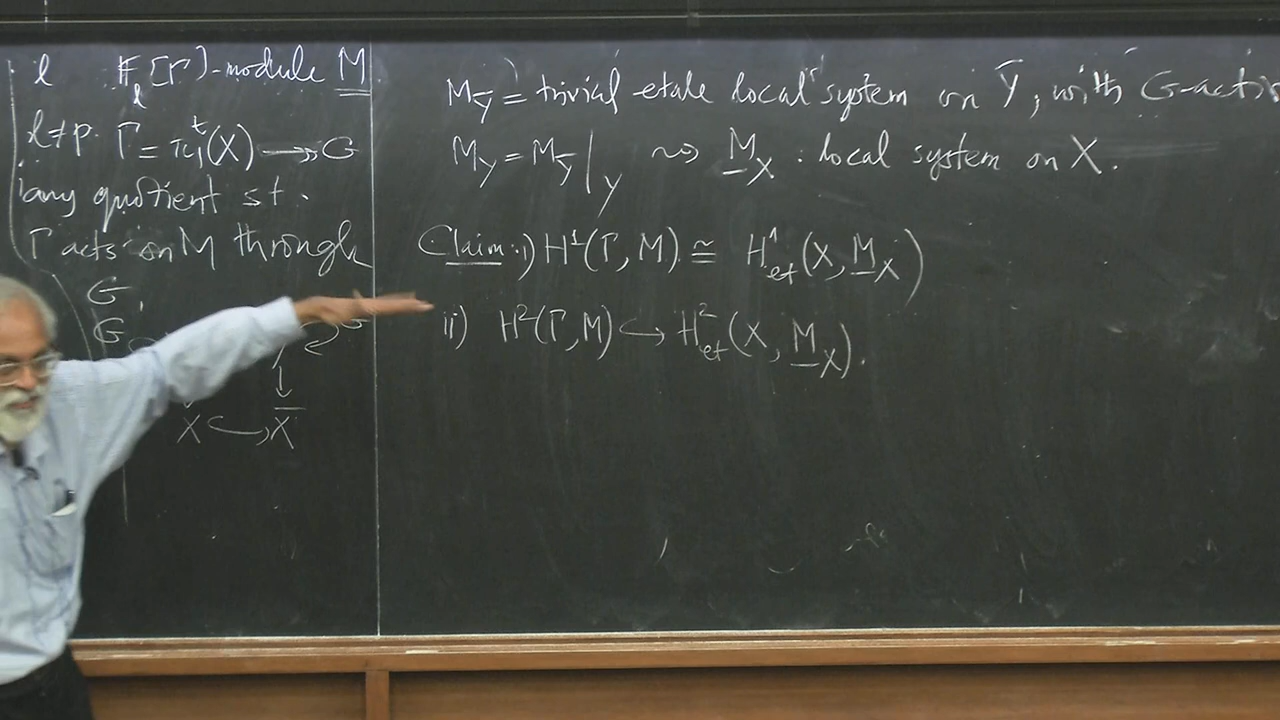 l 𝔽_l[Γ]-module M
l≠p. Γ = π_1^t(X) ↠ G
any quotient s.t.
Γ acts on M through
G,
G
X ↪ X̄
M_Ȳ = trivial etale local system on Ȳ, with G-acti
M_Y = M_Ȳ|_Y ⇝ M_X : local system on X.
Claim: i) H^1(Γ, M) ≅ H^1_et(X, M_X)
ii) H^2(Γ, M) ↪ H^2_et(X, M_X).